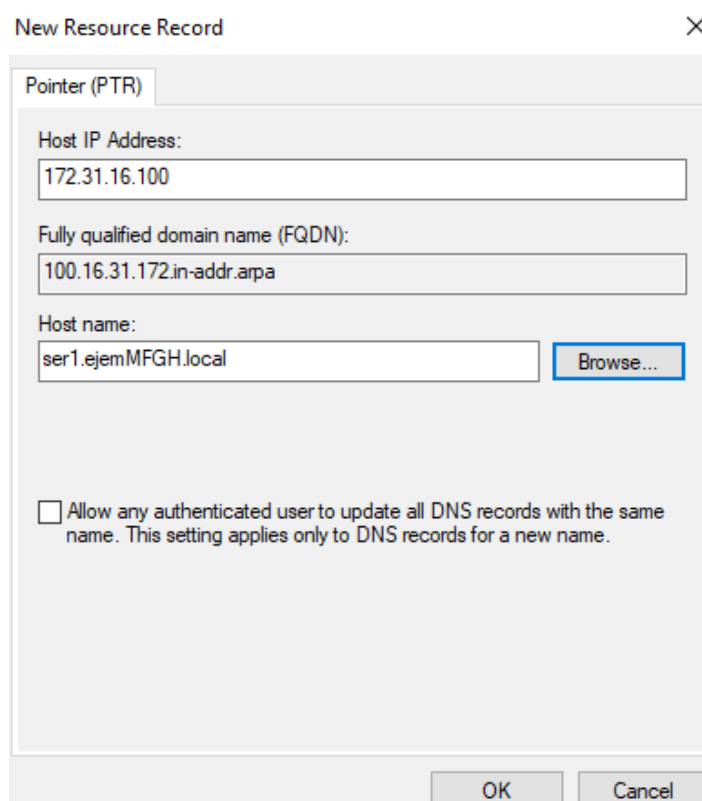 New Resource Record
Pointer (PTR)
Host IP Address:
172.31.16.100
Fully qualified domain name (FQDN):
100.16.31.172.in-addr.arpa
Host name:
ser1.ejemMFGH.local
Browse...
Allow any authenticated user to update all DNS records with the same
name. This setting applies only to DNS records for a new name.
OK
Cancel